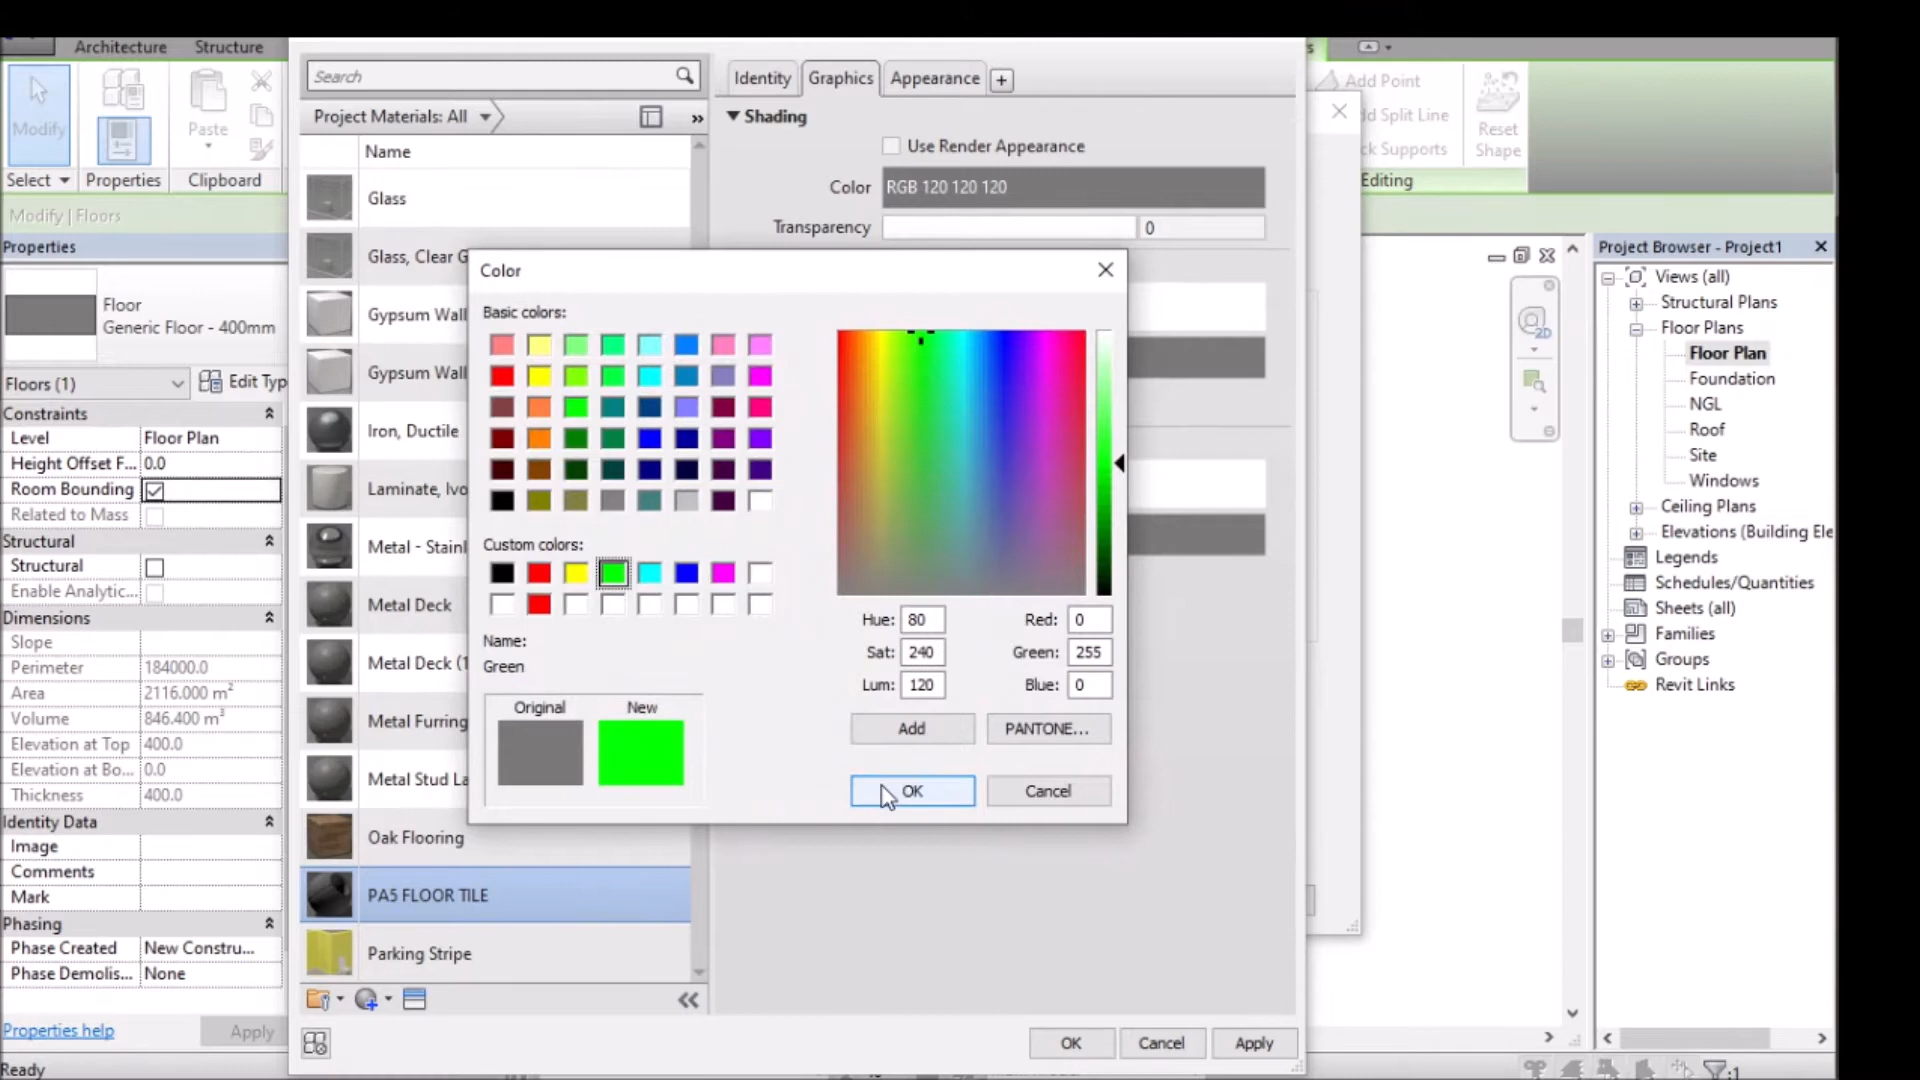 Architecture Structure
Modify
Select
Properties
Paste
Clipboard
Modify | Floors
Properties
Floor
Generic Floor - 400mm
Floors (1)
Edit Typ
Constraints
Level Floor Plan
Height Offset F... 0.0
Room Bounding
Related to Mass
Structural
Structural
Enable Analytic...
Dimensions
Slope
Perimeter 184000.0
Area 2116.000 m²
Volume 846.400 m³
Elevation at Top 400.0
Elevation at Bo... 0.0
Thickness 400.0
Identity Data
Image
Comments
Mark
Phasing
Phase Created New Constru...
Phase Demolis... None
Properties help
Apply
Ready
Search
Project Materials: All
Name
Glass
Glass, Clear G
Gypsum Wall
Gypsum Wall
Iron, Ductile
Laminate, Ivo
Metal - Stainl
Metal Deck
Metal Deck (1
Metal Furring
Metal Stud La
Oak Flooring
PA5 FLOOR TILE
Parking Stripe
Identity Graphics Appearance +
Shading
Use Render Appearance
Color RGB 120 120 120
Transparency 0
Color
Basic colors:
Custom colors:
Name:
Green
Original New
Hue: 80 Red: 0
Sat: 240 Green: 255
Lum: 120 Blue: 0
Add PANTONE...
OK Cancel
OK Cancel Apply
Add Point
dd Split Line
ck Supports
Reset
Shape
Editing
2D
Project Browser - Project1
Views (all)
Structural Plans
Floor Plans
Floor Plan
Foundation
NGL
Roof
Site
Windows
Ceiling Plans
Elevations (Building Ele
Legends
Schedules/Quantities
Sheets (all)
Families
Groups
Revit Links
:1